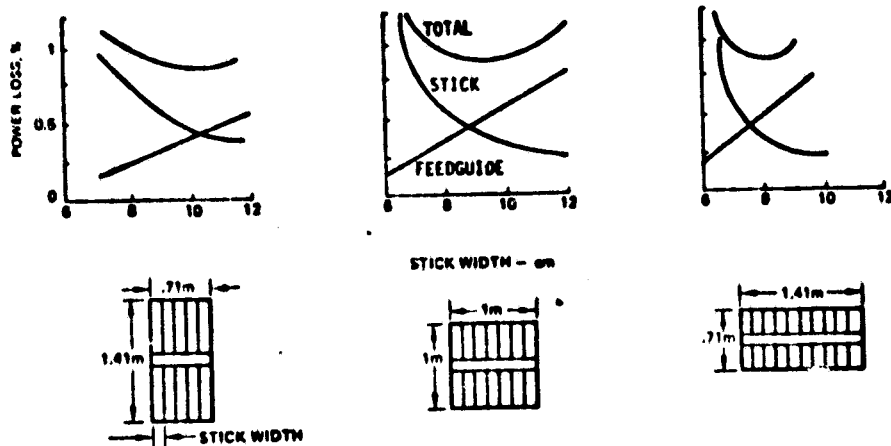 POWER LOSS, %
1
0.5
0
6 8 10 12
TOTAL
STICK
FEEDGUIDE
6 8 10 12
6 8 10 12
STICK WIDTH - cm
.71m
1.41m
STICK WIDTH
1m
1m
1.41m
.71m